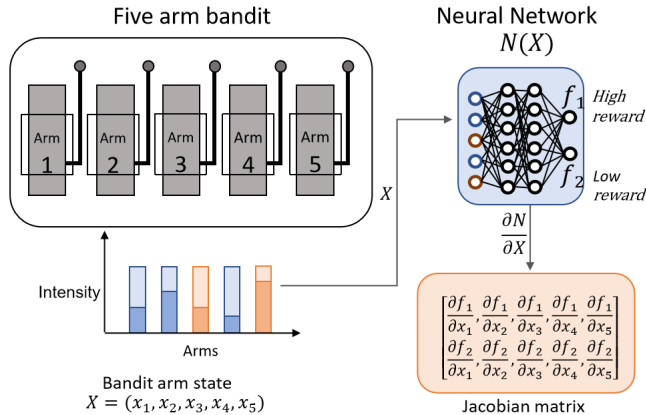 Five arm bandit
Arm
1
Arm
2
Arm
3
Arm
4
Arm
5
Neural Network
N(X)
f₁
High
reward
f₂
Low
reward
X
∂N
∂X
Intensity
Arms
Bandit arm state
X = (x₁, x₂, x₃, x₄, x₅)
[∂f₁/∂x₁, ∂f₁/∂x₂, ∂f₁/∂x₃, ∂f₁/∂x₄, ∂f₁/∂x₅]
[∂f₂/∂x₁, ∂f₂/∂x₂, ∂f₂/∂x₃, ∂f₂/∂x₄, ∂f₂/∂x₅]
Jacobian matrix